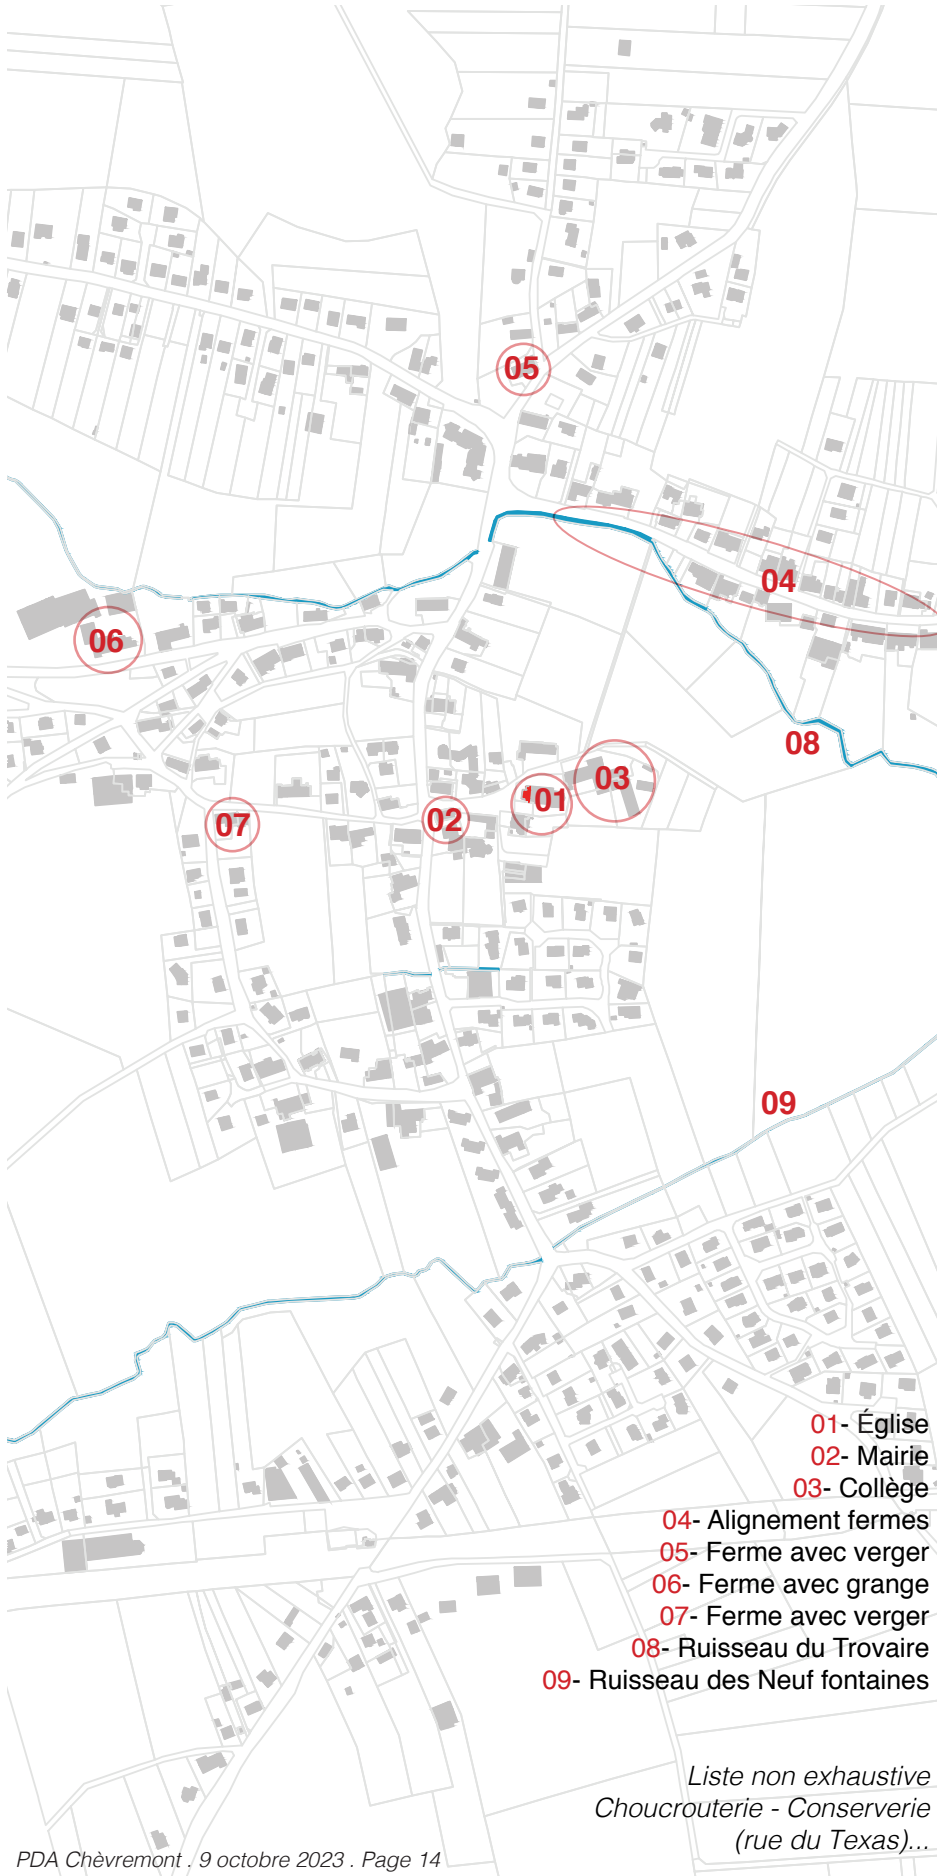 05
04
06
08
03
01
02
07
09
01- Église
02- Mairie
03- Collège
04- Alignement fermes
05- Ferme avec verger
06- Ferme avec grange
07- Ferme avec verger
08- Ruisseau du Trovaire
09- Ruisseau des Neuf fontaines
Liste non exhaustive
Choucrouterie - Conserverie
(rue du Texas)...
PDA Chèvremont . 9 octobre 2023 . Page 14